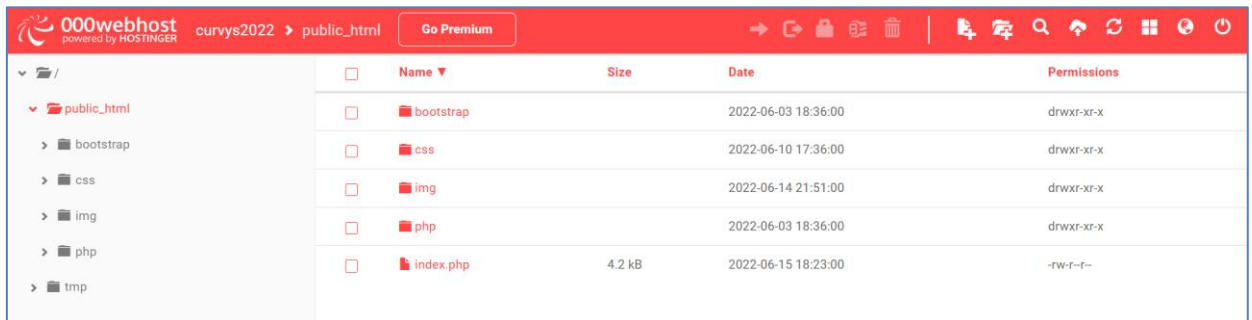 000webhost
powered by HOSTINGER
curvys2022 > public_html
Go Premium
/
public_html
bootstrap
css
img
php
tmp
Name ▼ Size Date Permissions
bootstrap 2022-06-03 18:36:00 drwxr-xr-x
css 2022-06-10 17:36:00 drwxr-xr-x
img 2022-06-14 21:51:00 drwxr-xr-x
php 2022-06-03 18:36:00 drwxr-xr-x
index.php 4.2 kB 2022-06-15 18:23:00 -rw-r--r--